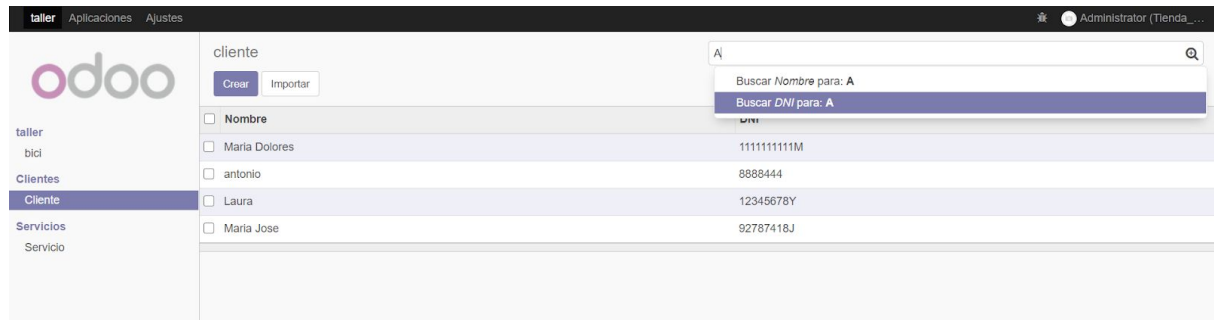 taller Aplicaciones Ajustes Administrator (Tienda_...
odoo
taller
bici
Clientes
Cliente
Servicios
Servicio
cliente
A
Crear Importar
Buscar Nombre para: A
Buscar DNI para: A
Nombre DNI
Maria Dolores 1111111111M
antonio 8888444
Laura 12345678Y
Maria Jose 92787418J